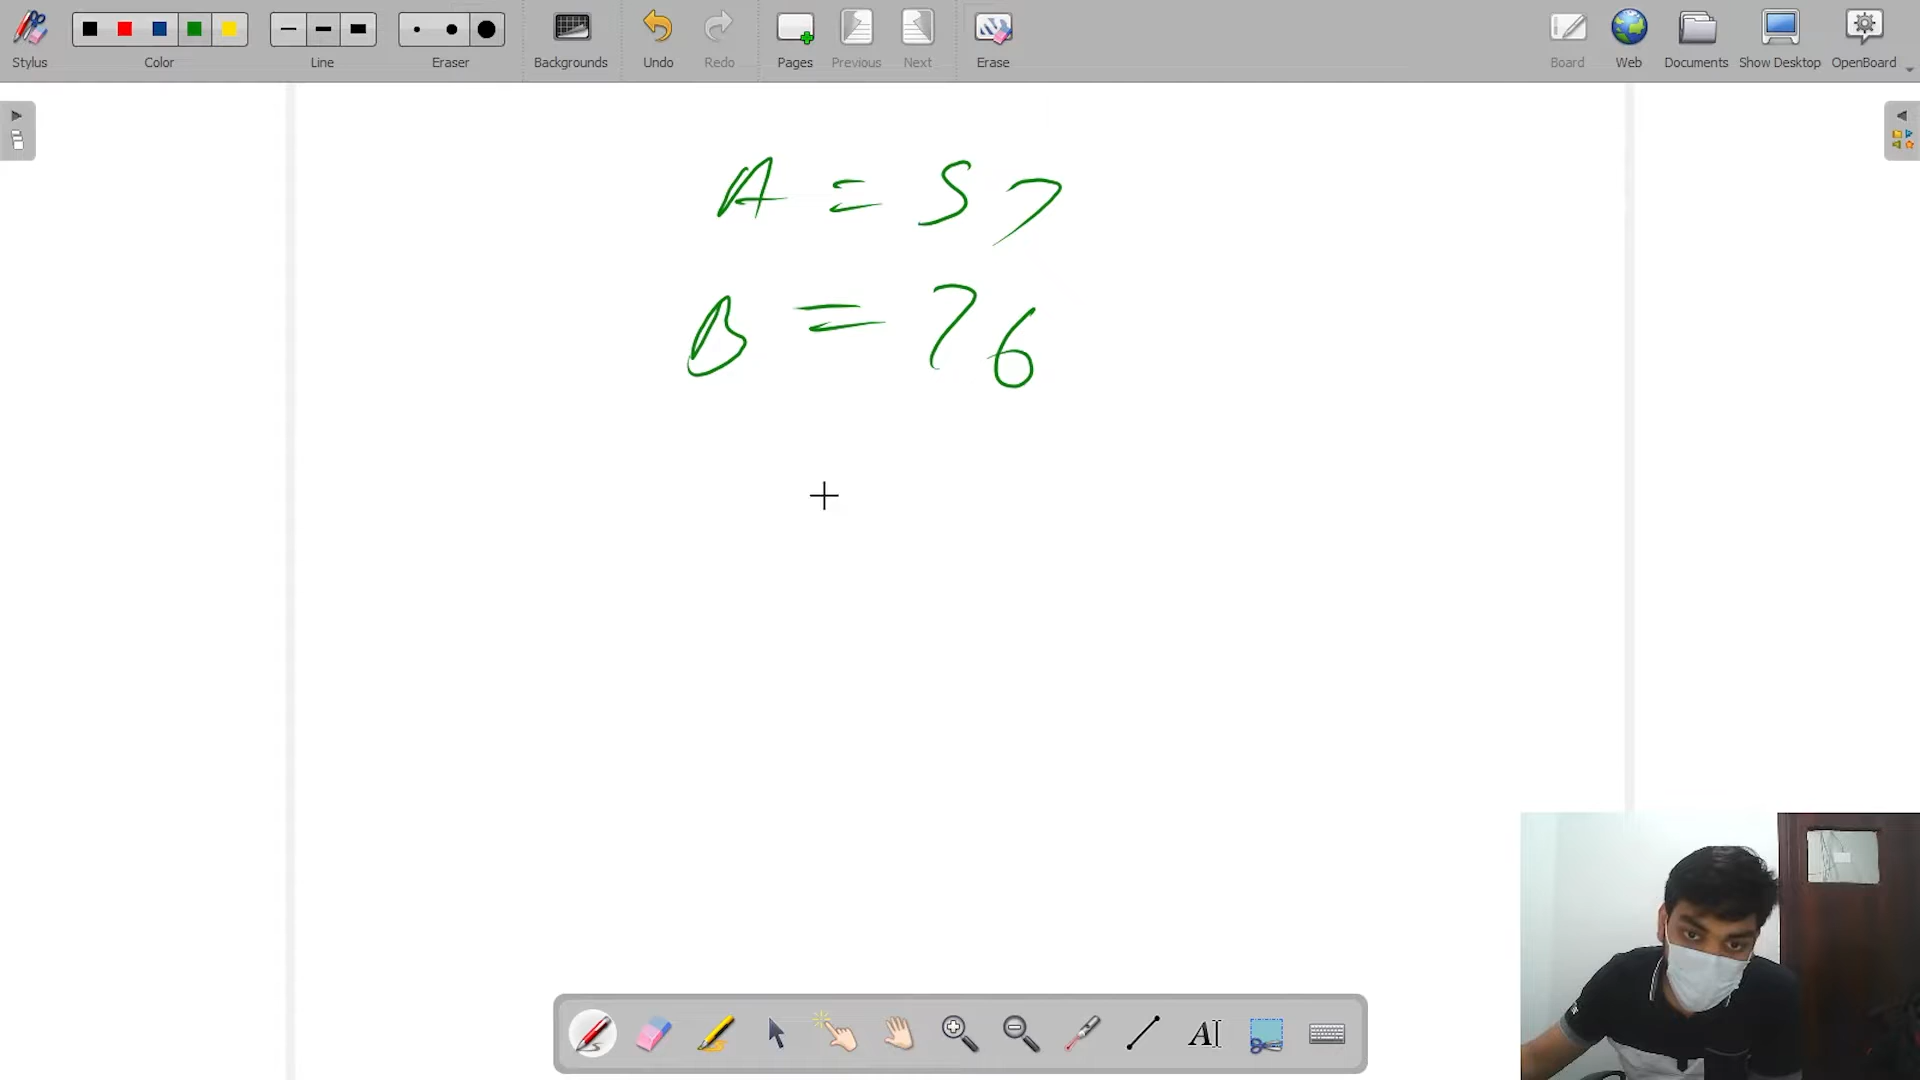 Stylus Color Line Eraser Backgrounds Undo Redo Pages Previous Next Erase Board Web Documents Show Desktop OpenBoard
A = 57
B = 76
A